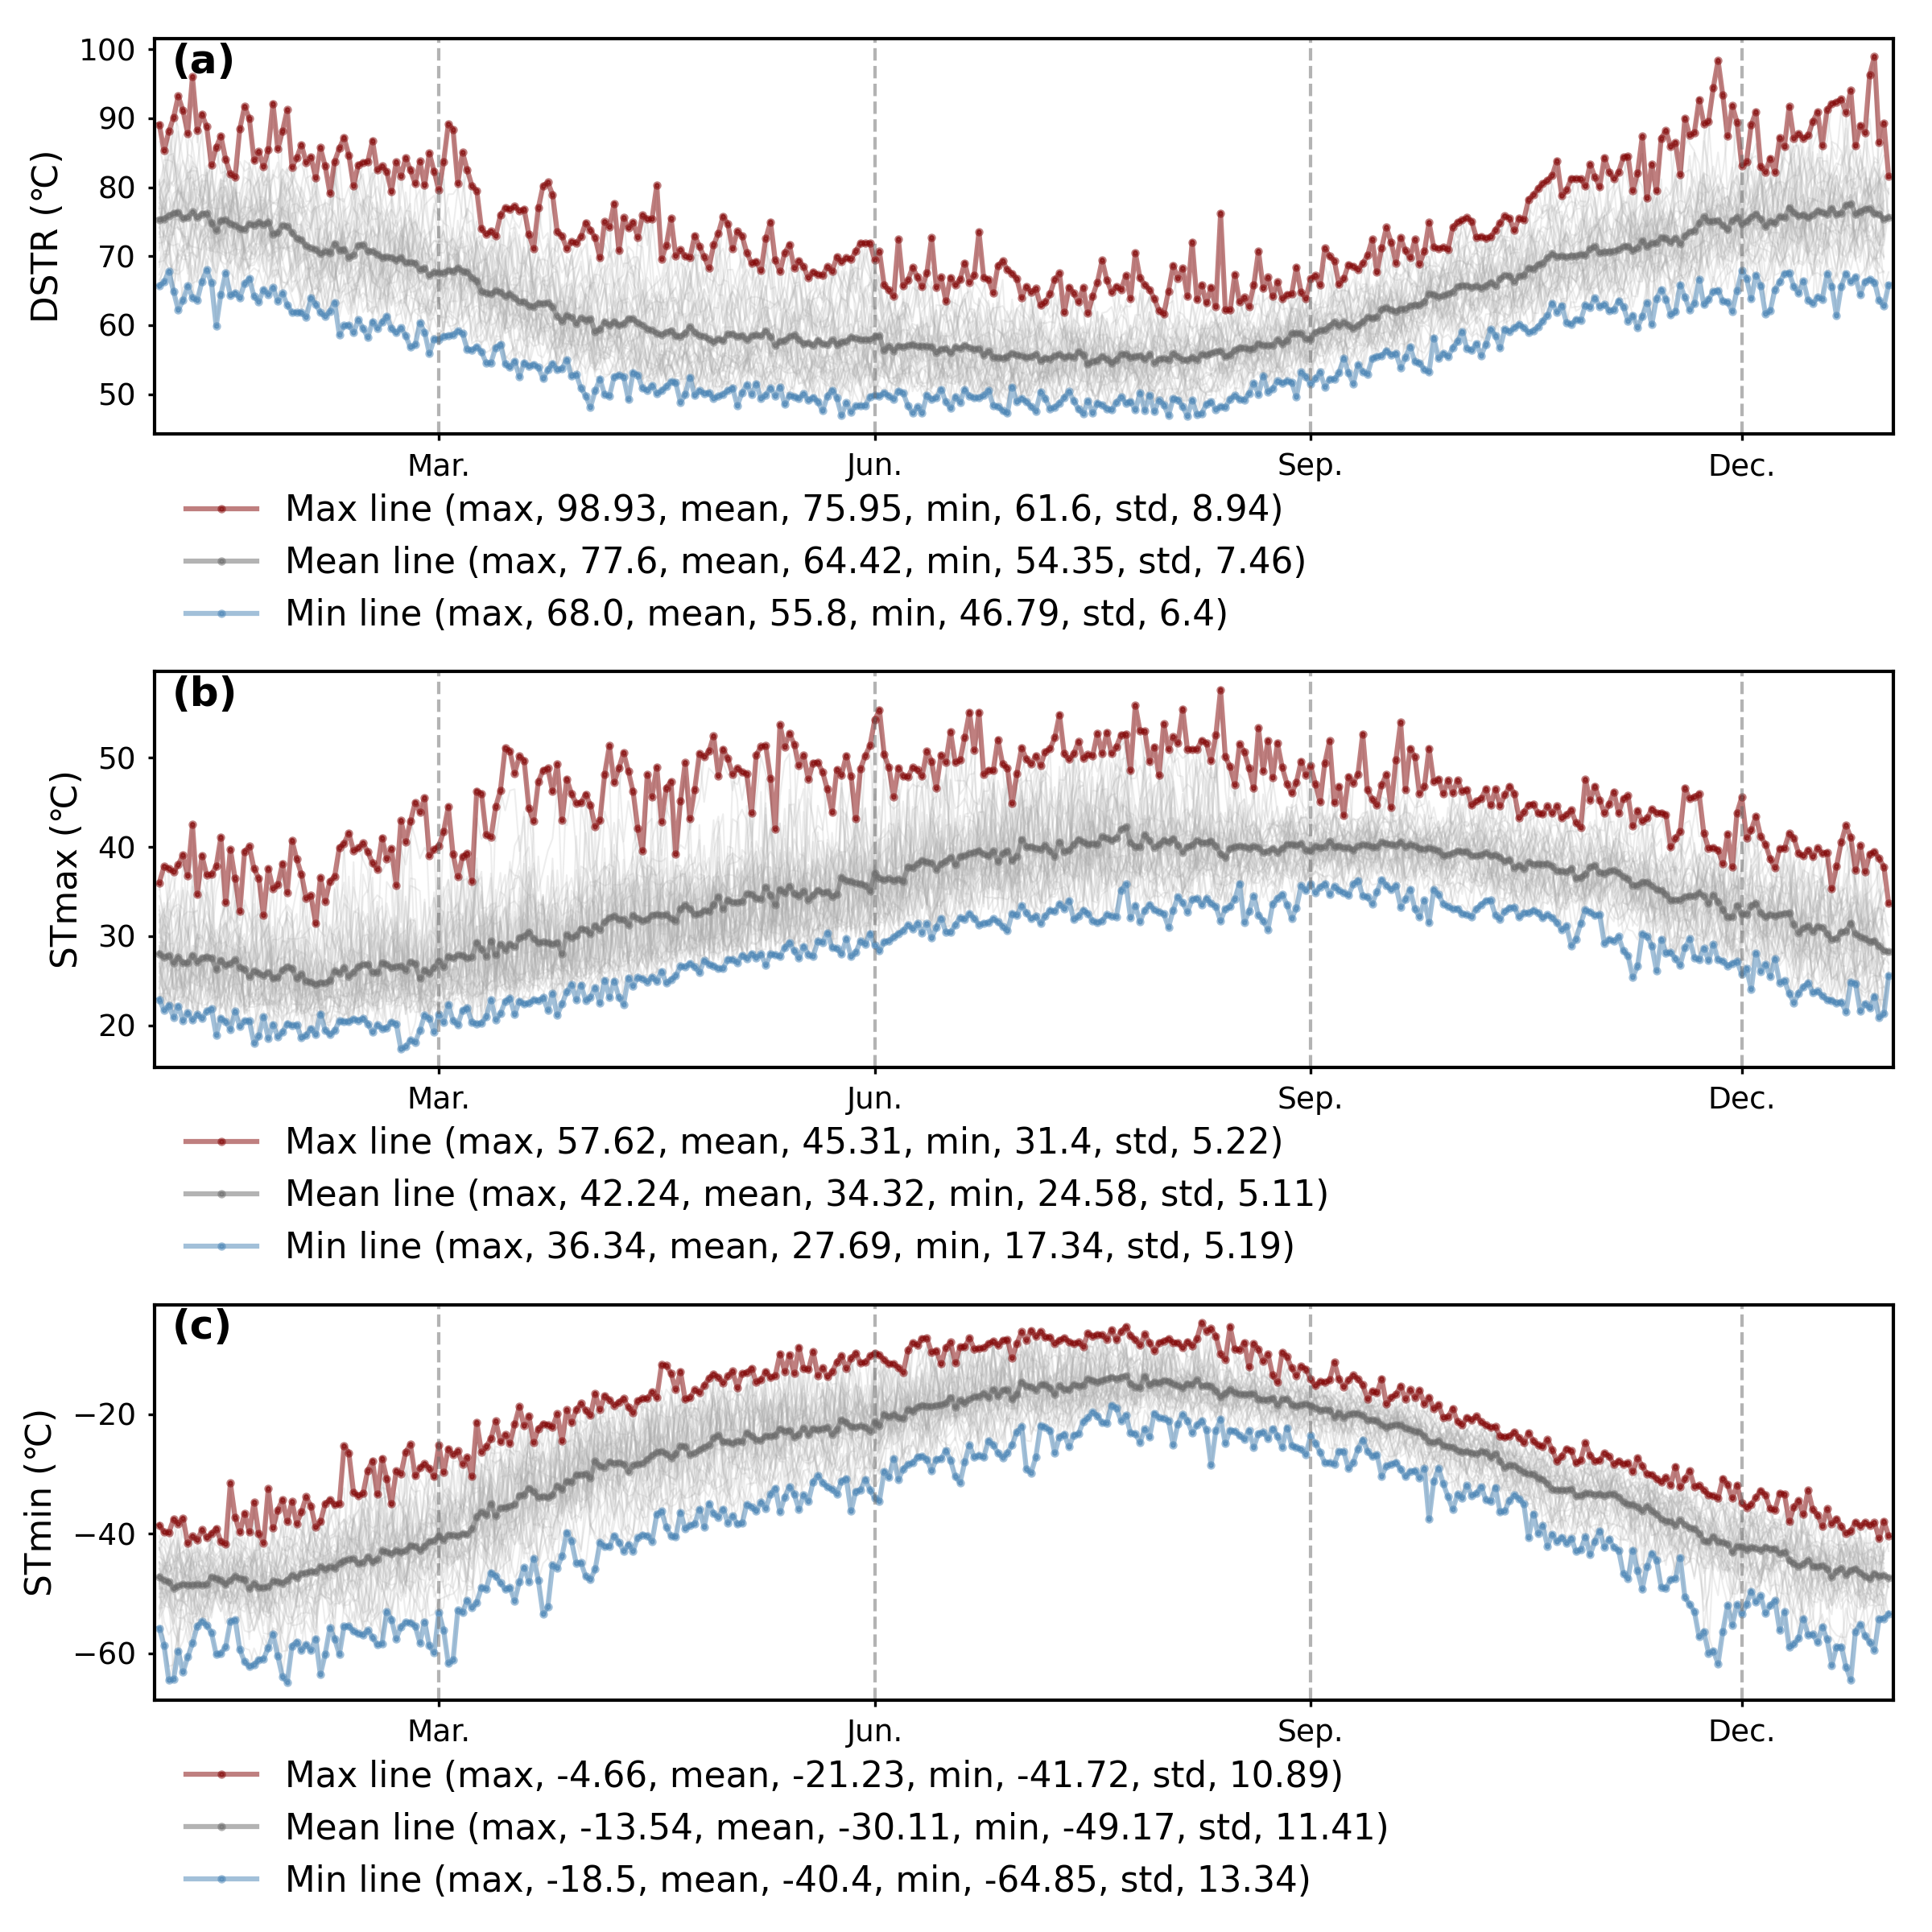 (a)
DSTR (℃)
100
90
80
70
60
50
Mar.
Jun.
Sep.
Dec.
Max line (max, 98.93, mean, 75.95, min, 61.6, std, 8.94)
Mean line (max, 77.6, mean, 64.42, min, 54.35, std, 7.46)
Min line (max, 68.0, mean, 55.8, min, 46.79, std, 6.4)
(b)
STmax (℃)
50
40
30
20
Mar.
Jun.
Sep.
Dec.
Max line (max, 57.62, mean, 45.31, min, 31.4, std, 5.22)
Mean line (max, 42.24, mean, 34.32, min, 24.58, std, 5.11)
Min line (max, 36.34, mean, 27.69, min, 17.34, std, 5.19)
(c)
STmin (℃)
−20
−40
−60
Mar.
Jun.
Sep.
Dec.
Max line (max, -4.66, mean, -21.23, min, -41.72, std, 10.89)
Mean line (max, -13.54, mean, -30.11, min, -49.17, std, 11.41)
Min line (max, -18.5, mean, -40.4, min, -64.85, std, 13.34)